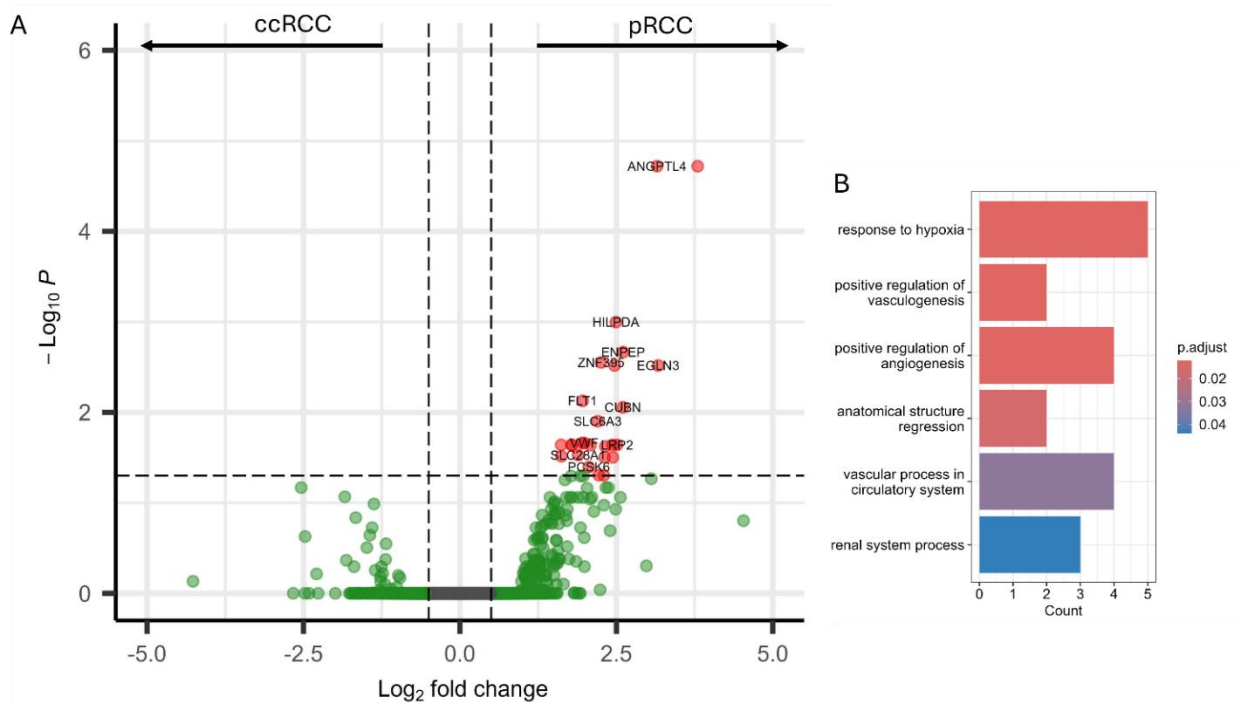 A
ccRCC
pRCC
6
4
2
0
– Log10 P
ANGPTL4
HILPDA
ENPEP
ZNF395
EGLN3
FLT1
CUBN
SLC6A3
VWF
LRP2
SLC28A1
PCSK6
-5.0
-2.5
0.0
2.5
5.0
Log2 fold change
B
response to hypoxia
positive regulation of
vasculogenesis
positive regulation of
angiogenesis
anatomical structure
regression
vascular process in
circulatory system
renal system process
0
1
2
3
4
5
Count
p.adjust
0.02
0.03
0.04